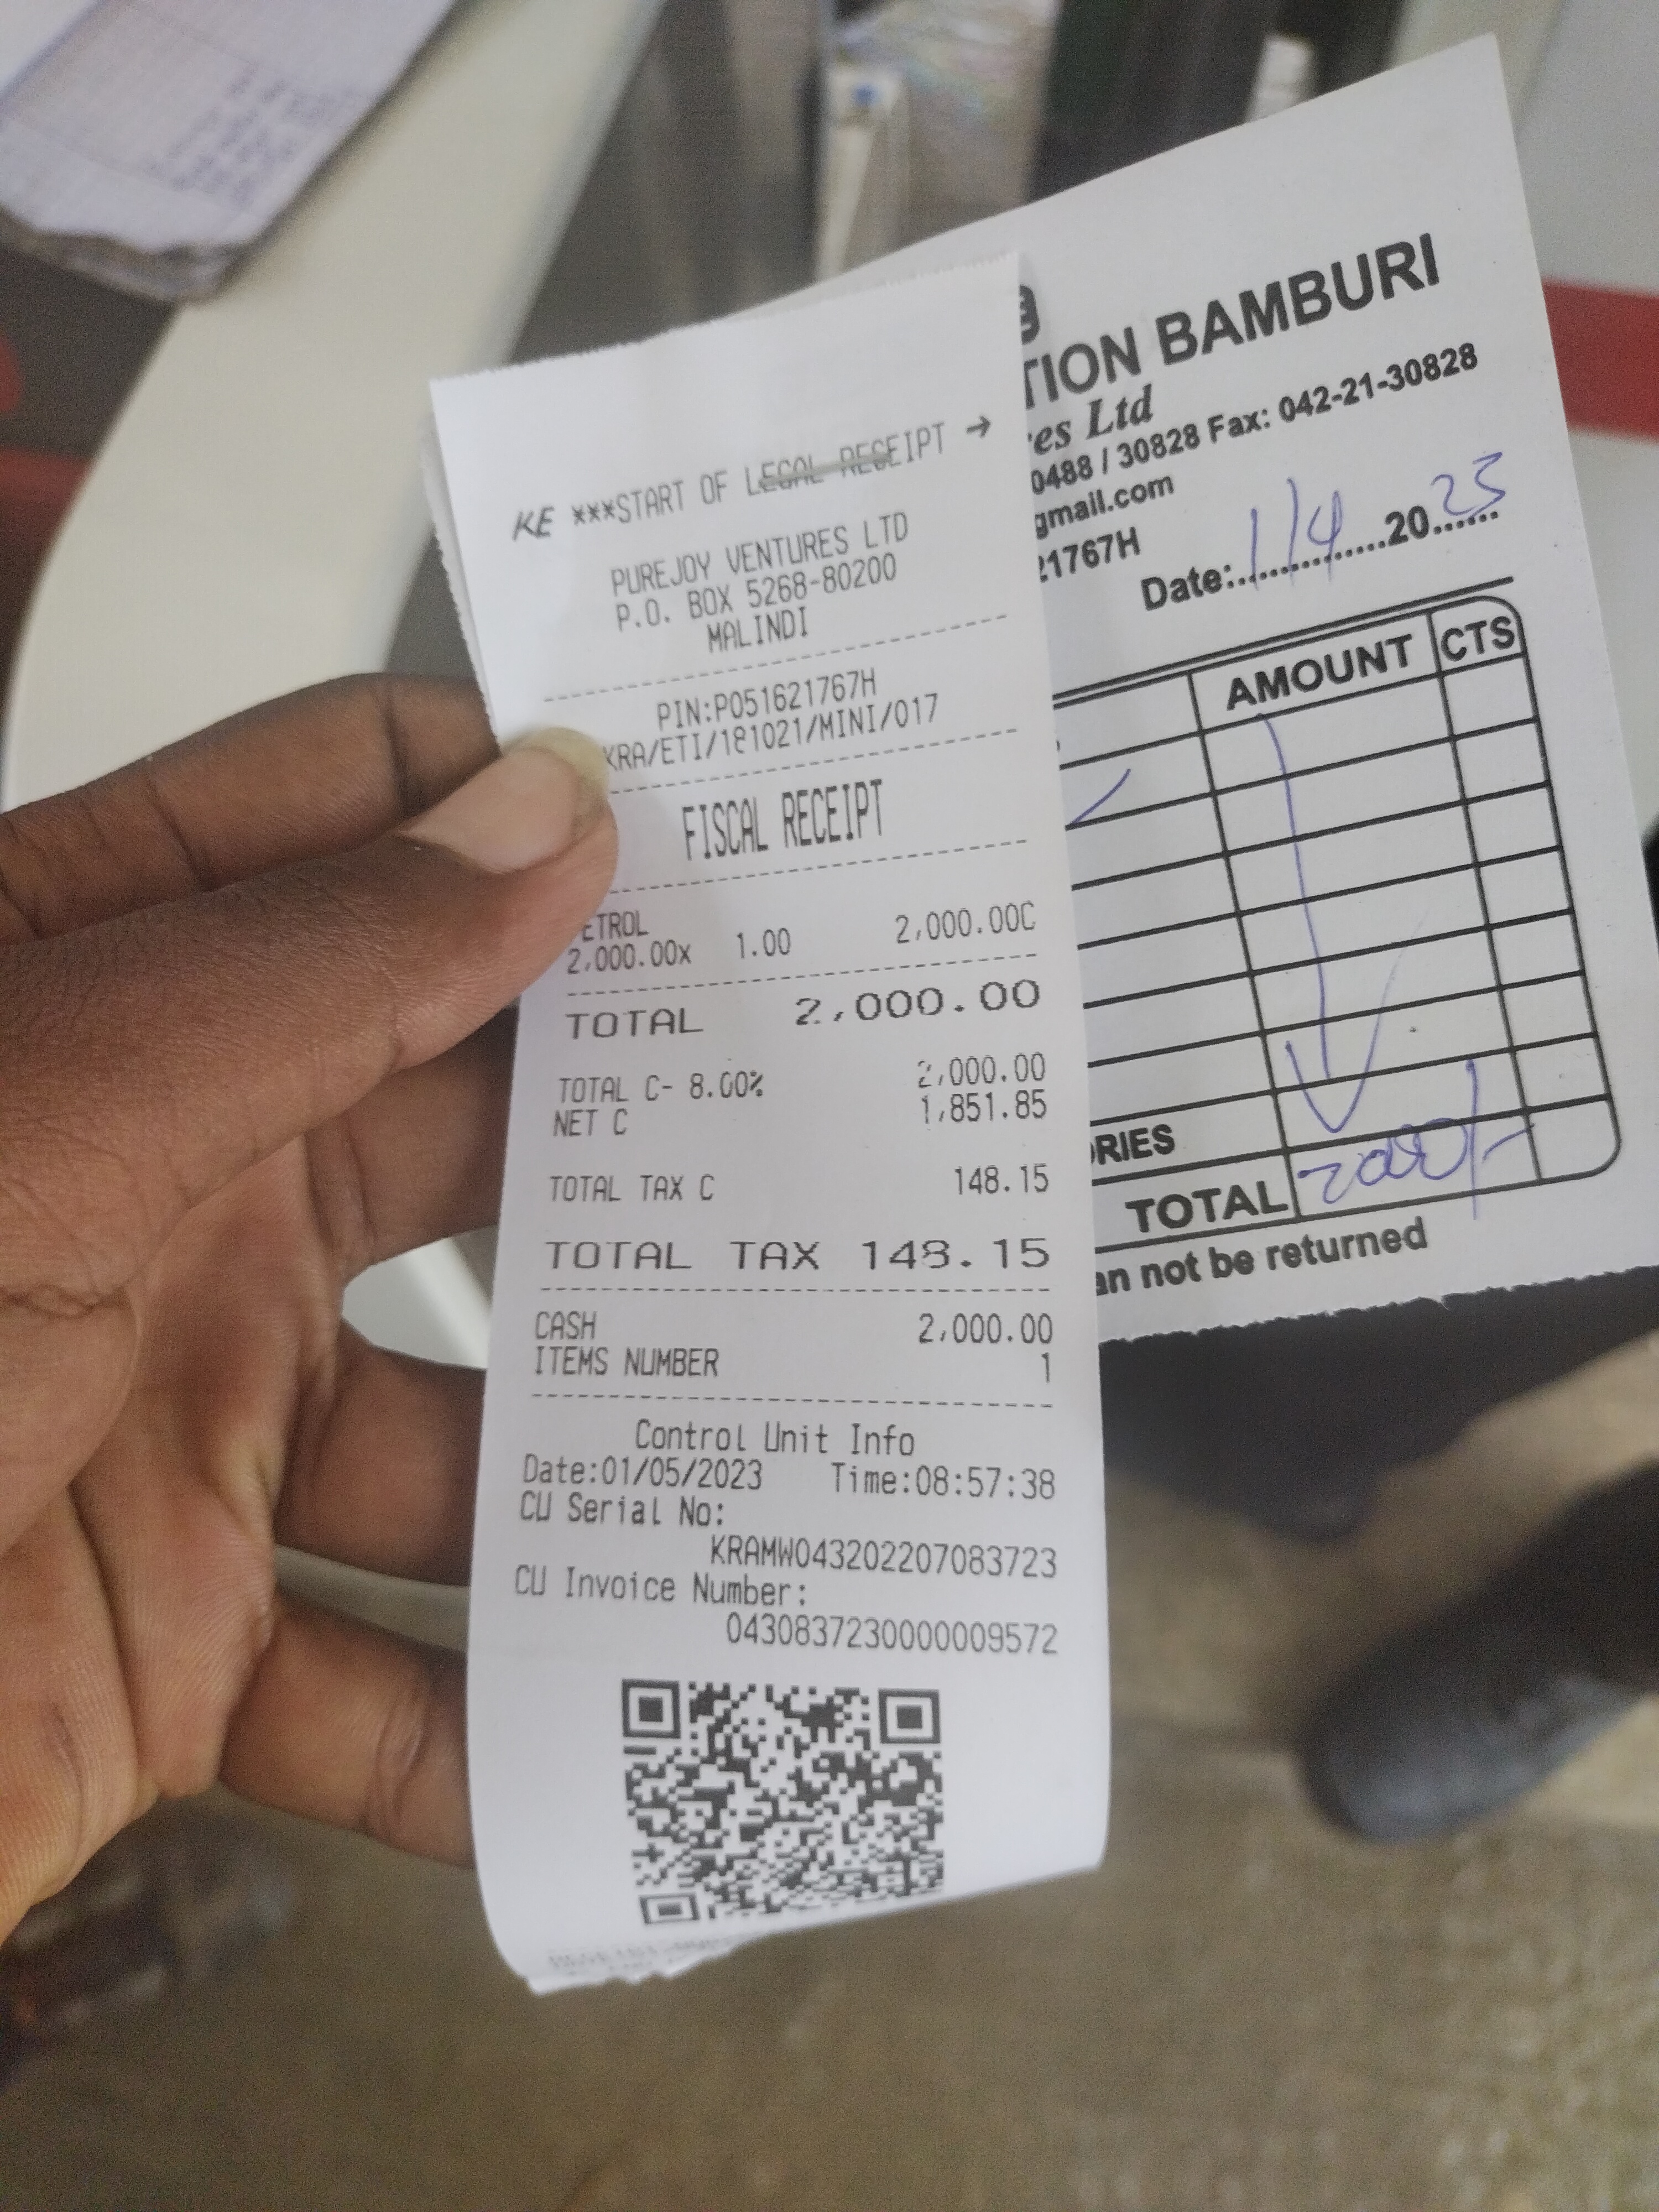 KE ***START OF LEGAL RECEIPT →
PUREJOY VENTURES LTD
P.O. BOX 5268-80200
MALINDI
PIN:P051621767H
KRA/ETI/181021/MINI/017
FISCAL RECEIPT
ETROL
2,000.00x 1.00 2,000.00C
TOTAL 2,000.00
TOTAL C- 8.00% 2,000.00
NET C 1,851.85
TOTAL TAX C 148.15
TOTAL TAX 148.15
CASH 2,000.00
ITEMS NUMBER 1
Control Unit Info
Date:01/05/2023 Time:08:57:38
CU Serial No:
KRAMW043202207083723
CU Invoice Number:
0430837230000009572
TION BAMBURI
es Ltd
0488 / 30828 Fax: 042-21-30828
gmail.com
21767H
Date: 1/4 20 23
AMOUNT CTS
RIES
TOTAL 2000/-
an not be returned